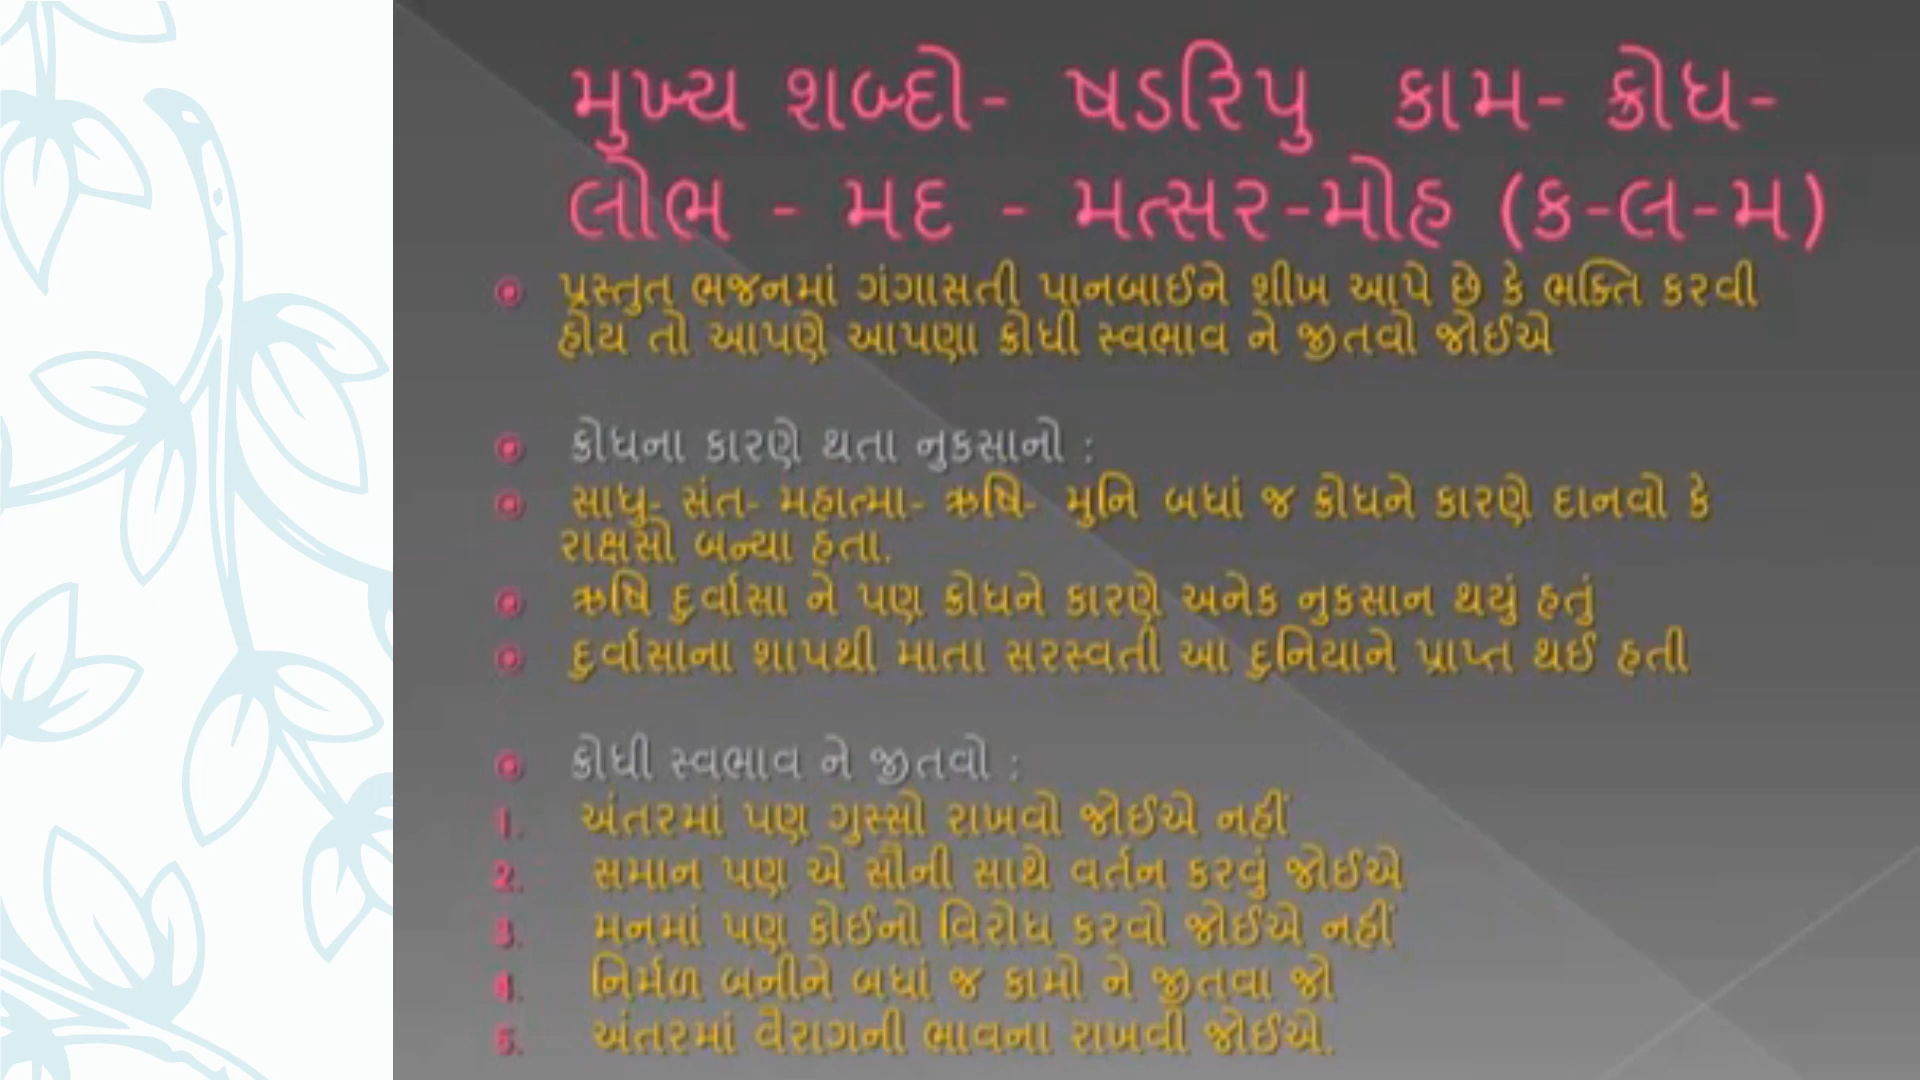 મુખ્ય શબ્દો- ષડરિપુ કામ- ક્રોધ-
લોભ - મદ - મત્સર-મોહ (ક-લ-મ)
પ્રસ્તુત ભજનમાં ગંગાસતી પાનબાઈને શીખ આપે છે કે ભક્તિ કરવી
હોય તો આપણે આપણા ક્રોધી સ્વભાવ ને જીતવો જોઈએ
ક્રોધના કારણે થતા નુકસાનો :
સાધુ- સંત- મહાત્મા- ઋષિ- મુનિ બધાં જ ક્રોધને કારણે દાનવો કે
રાક્ષસો બન્યા હતા.
ઋષિ દુર્વાસા ને પણ ક્રોધને કારણે અનેક નુકસાન થયું હતું
દુર્વાસાના શાપથી માતા સરસ્વતી આ દુનિયાને પ્રાપ્ત થઈ હતી
ક્રોધી સ્વભાવ ને જીતવો :
1. અંતરમાં પણ ગુસ્સો રાખવો જોઈએ નહીં
2. સમાન પણ એ સૌની સાથે વર્તન કરવું જોઈએ
3. મનમાં પણ કોઈનો વિરોધ કરવો જોઈએ નહીં
4. નિર્મળ બનીને બધાં જ કામો ને જીતવા જો
5. અંતરમાં વૈરાગની ભાવના રાખવી જોઈએ.